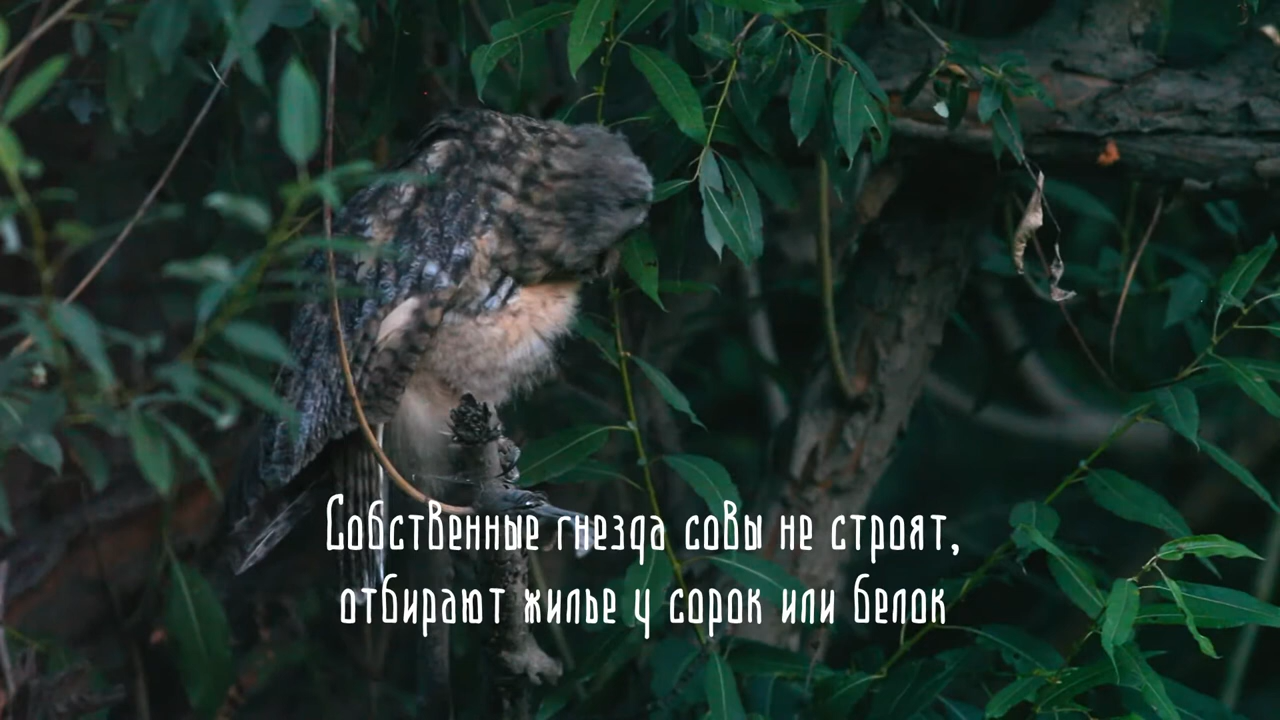 Собственные гнезда совы не строят,
отбирают жилье у сорок или белок